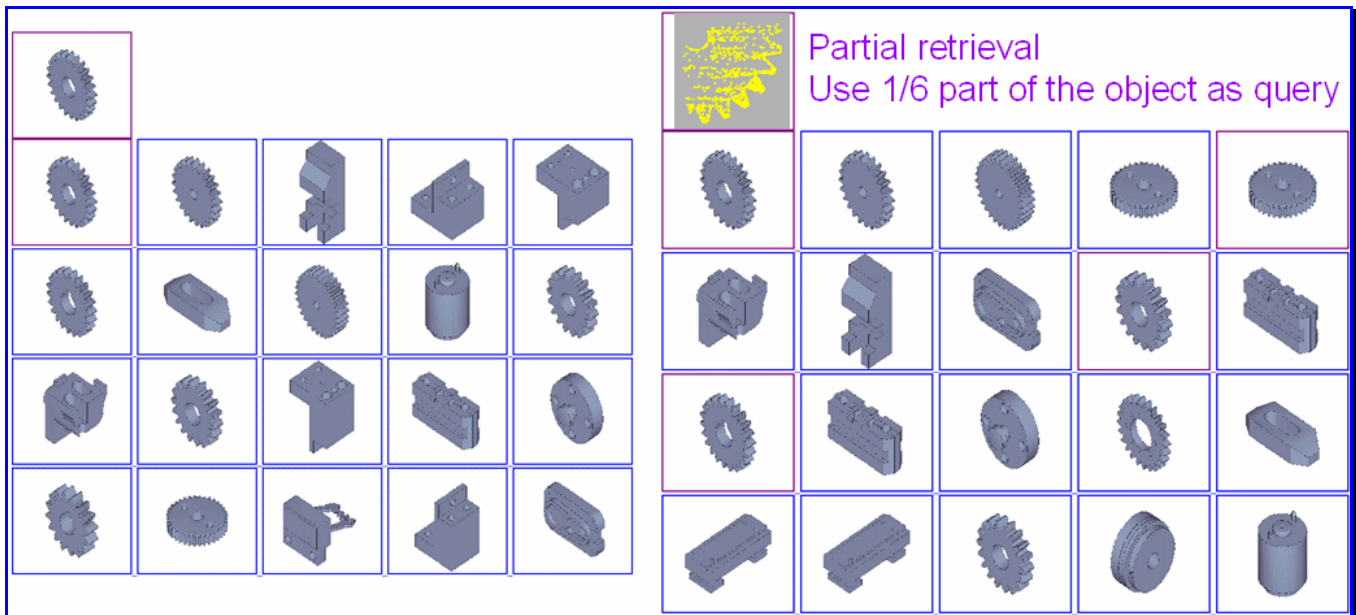 Partial retrieval
Use 1/6 part of the object as query